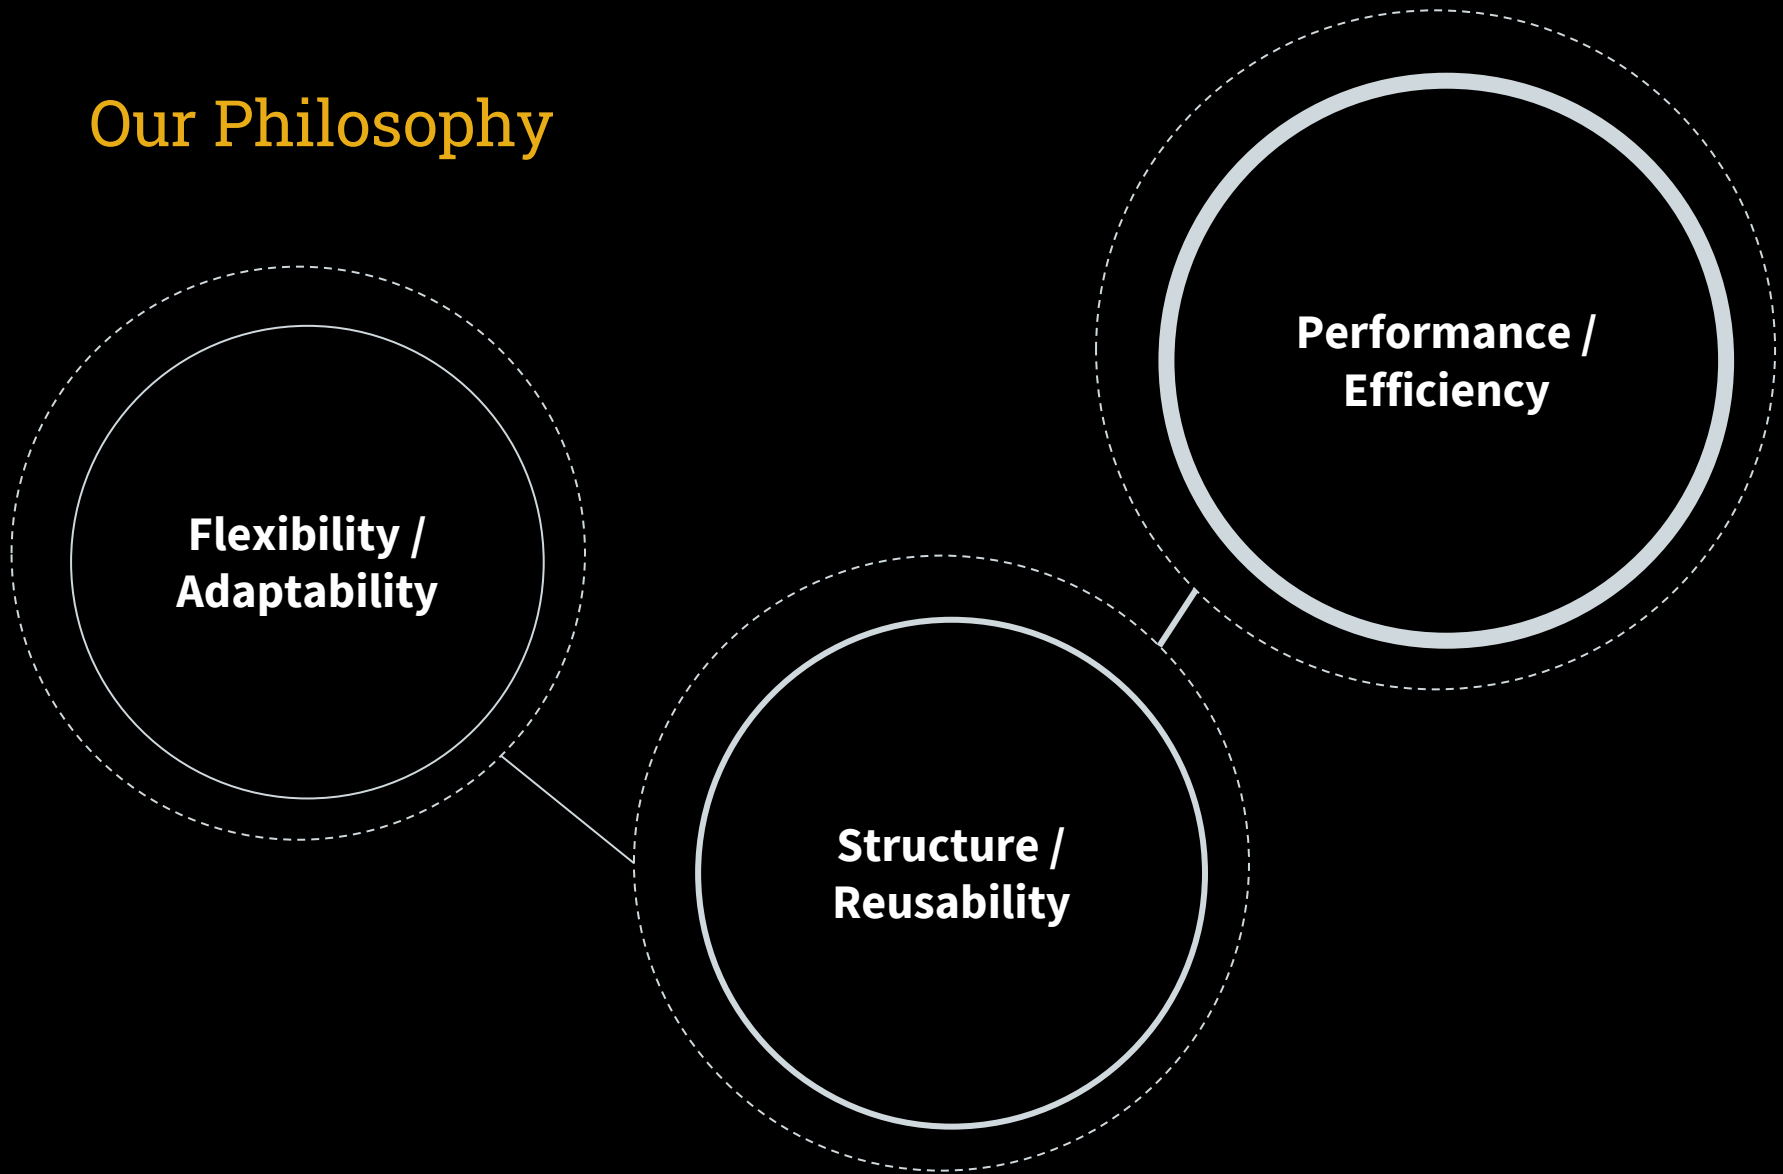 Our Philosophy
Flexibility /
Adaptability
Structure /
Reusability
Performance /
Efficiency